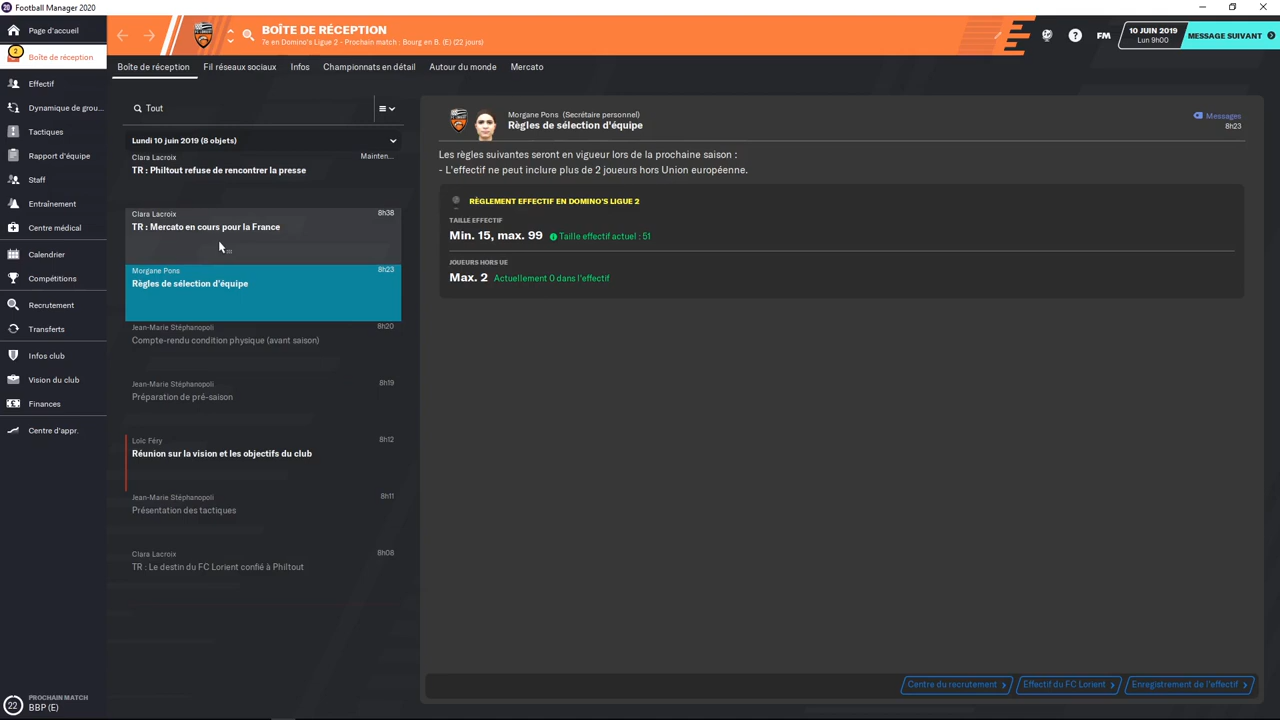 Football Manager 2020
Page d'accueil
2
Boîte de réception
Effectif
Dynamique de grou...
Tactiques
Rapport d'équipe
Staff
Entraînement
Centre médical
Calendrier
Compétitions
Recrutement
Transferts
Infos club
Vision du club
Finances
Centre d'appr.
22
PROCHAIN MATCH
BBP (E)
BOÎTE DE RÉCEPTION
7e en Domino's Ligue 2 - Prochain match : Bourg en B. (E) (22 jours)
FM
10 JUIN 2019
Lun 9h00
MESSAGE SUIVANT
Boîte de réception
Fil réseaux sociaux
Infos
Championnats en détail
Autour du monde
Mercato
Tout
Lundi 10 juin 2019 (8 objets)
Clara Lacroix
Mainten...
TR : Philtout refuse de rencontrer la presse
Clara Lacroix
8h38
TR : Mercato en cours pour la France
Morgane Pons
8h23
Règles de sélection d'équipe
Jean-Marie Stéphanopoli
8h20
Compte-rendu condition physique (avant saison)
Jean-Marie Stéphanopoli
8h19
Préparation de pré-saison
Loïc Féry
8h12
Réunion sur la vision et les objectifs du club
Jean-Marie Stéphanopoli
8h11
Présentation des tactiques
Clara Lacroix
8h08
TR : Le destin du FC Lorient confié à Philtout
Morgane Pons (Secrétaire personnel)
Règles de sélection d'équipe
Messages
8h23
Les règles suivantes seront en vigueur lors de la prochaine saison :
- L'effectif ne peut inclure plus de 2 joueurs hors Union européenne.
RÈGLEMENT EFFECTIF EN DOMINO'S LIGUE 2
TAILLE EFFECTIF
Min. 15, max. 99 Taille effectif actuel : 51
JOUEURS HORS UE
Max. 2 Actuellement 0 dans l'effectif
Centre du recrutement
Effectif du FC Lorient
Enregistrement de l'effectif